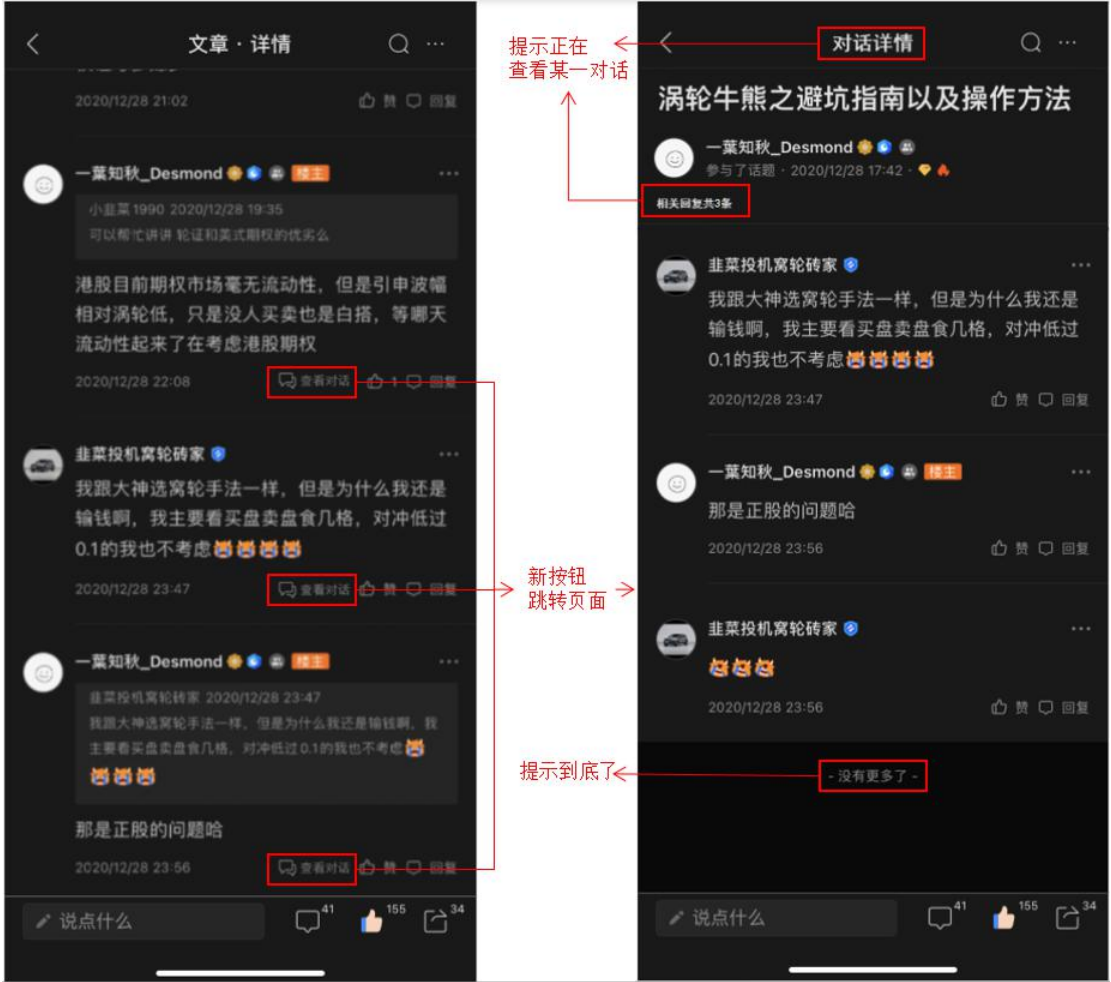 文章 · 详情
2020/12/28 21:02 赞 回复
一葉知秋_Desmond 楼主
小韭菜1990 2020/12/28 19:35
可以帮忙讲讲 轮证和美式期权的优劣么
港股目前期权市场毫无流动性，但是引申波幅
相对涡轮低，只是没人买卖也是白搭，等哪天
流动性起来了在考虑港股期权
2020/12/28 22:08 查看对话 1 回复
韭菜投机窝轮砖家
我跟大神选窝轮手法一样，但是为什么我还是
输钱啊，我主要看买盘卖盘食几格，对冲低过
0.1的我也不考虑
2020/12/28 23:47 查看对话 赞 回复
一葉知秋_Desmond 楼主
韭菜投机窝轮砖家 2020/12/28 23:47
我跟大神选窝轮手法一样，但是为什么我还是输钱啊，我
主要看买盘卖盘食几格，对冲低过0.1的我也不考虑
那是正股的问题哈
2020/12/28 23:56 查看对话 赞 回复
说点什么 41 155 34
提示正在
查看某一对话
新按钮
跳转页面
提示到底了
对话详情
涡轮牛熊之避坑指南以及操作方法
一葉知秋_Desmond
参与了话题 · 2020/12/28 17:42 ·
相关回复共3条
韭菜投机窝轮砖家
我跟大神选窝轮手法一样，但是为什么我还是
输钱啊，我主要看买盘卖盘食几格，对冲低过
0.1的我也不考虑
2020/12/28 23:47 赞 回复
一葉知秋_Desmond 楼主
那是正股的问题哈
2020/12/28 23:56 赞 回复
韭菜投机窝轮砖家
2020/12/28 23:56 赞 回复
- 没有更多了 -
说点什么 41 155 34